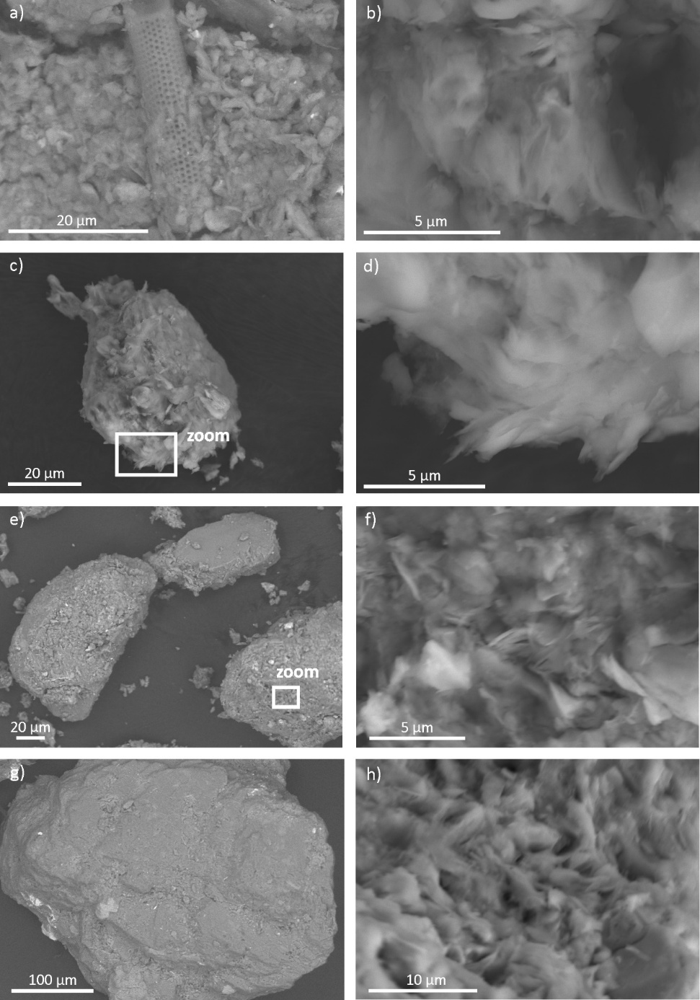 a)
20 µm
b)
5 µm
c)
zoom
20 µm
d)
5 µm
e)
zoom
20 µm
f)
5 µm
g)
100 µm
h)
10 µm